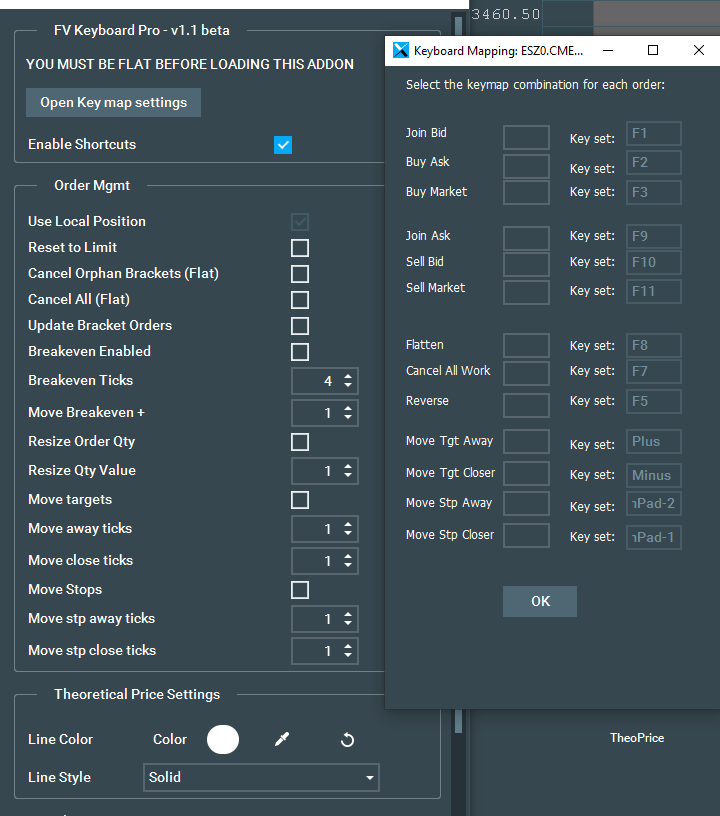 3460.50
FV Keyboard Pro - v1.1 beta
YOU MUST BE FLAT BEFORE LOADING THIS ADDON
Open Key map settings
Enable Shortcuts
Order Mgmt
Use Local Position
Reset to Limit
Cancel Orphan Brackets (Flat)
Cancel All (Flat)
Update Bracket Orders
Breakeven Enabled
Breakeven Ticks 4
Move Breakeven + 1
Resize Order Qty
Resize Qty Value 1
Move targets
Move away ticks 1
Move close ticks 1
Move Stops
Move stp away ticks 1
Move stp close ticks 1
Theoretical Price Settings
Line Color Color
Line Style Solid
Keyboard Mapping: ESZ0.CME...
Select the keymap combination for each order:
Join Bid Key set: F1
Buy Ask Key set: F2
Buy Market Key set: F3
Join Ask Key set: F9
Sell Bid Key set: F10
Sell Market Key set: F11
Flatten Key set: F8
Cancel All Work Key set: F7
Reverse Key set: F5
Move Tgt Away Key set: Plus
Move Tgt Closer Key set: Minus
Move Stp Away Key set: mPad-2
Move Stp Closer Key set: mPad-1
OK
TheoPrice